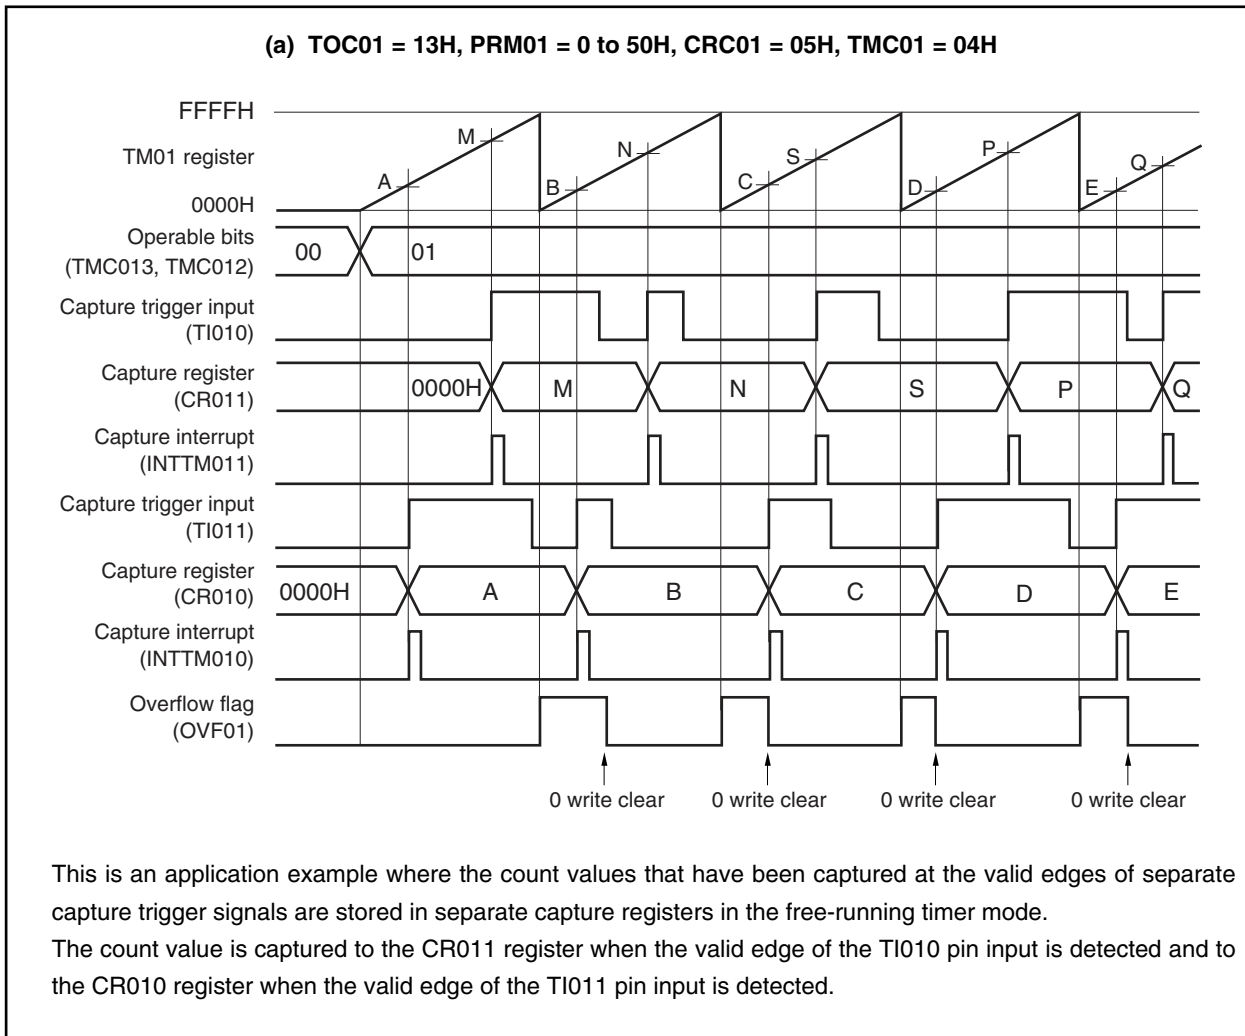 (a) TOC01 = 13H, PRM01 = 0 to 50H, CRC01 = 05H, TMC01 = 04H
FFFFH
TM01 register
0000H
A M B N C S D P E Q
Operable bits
(TMC013, TMC012)
00 01
Capture trigger input
(TI010)
Capture register
(CR011)
0000H M N S P Q
Capture interrupt
(INTTM011)
Capture trigger input
(TI011)
Capture register
(CR010)
0000H A B C D E
Capture interrupt
(INTTM010)
Overflow flag
(OVF01)
0 write clear 0 write clear 0 write clear 0 write clear
This is an application example where the count values that have been captured at the valid edges of separate
capture trigger signals are stored in separate capture registers in the free-running timer mode.
The count value is captured to the CR011 register when the valid edge of the TI010 pin input is detected and to
the CR010 register when the valid edge of the TI011 pin input is detected.